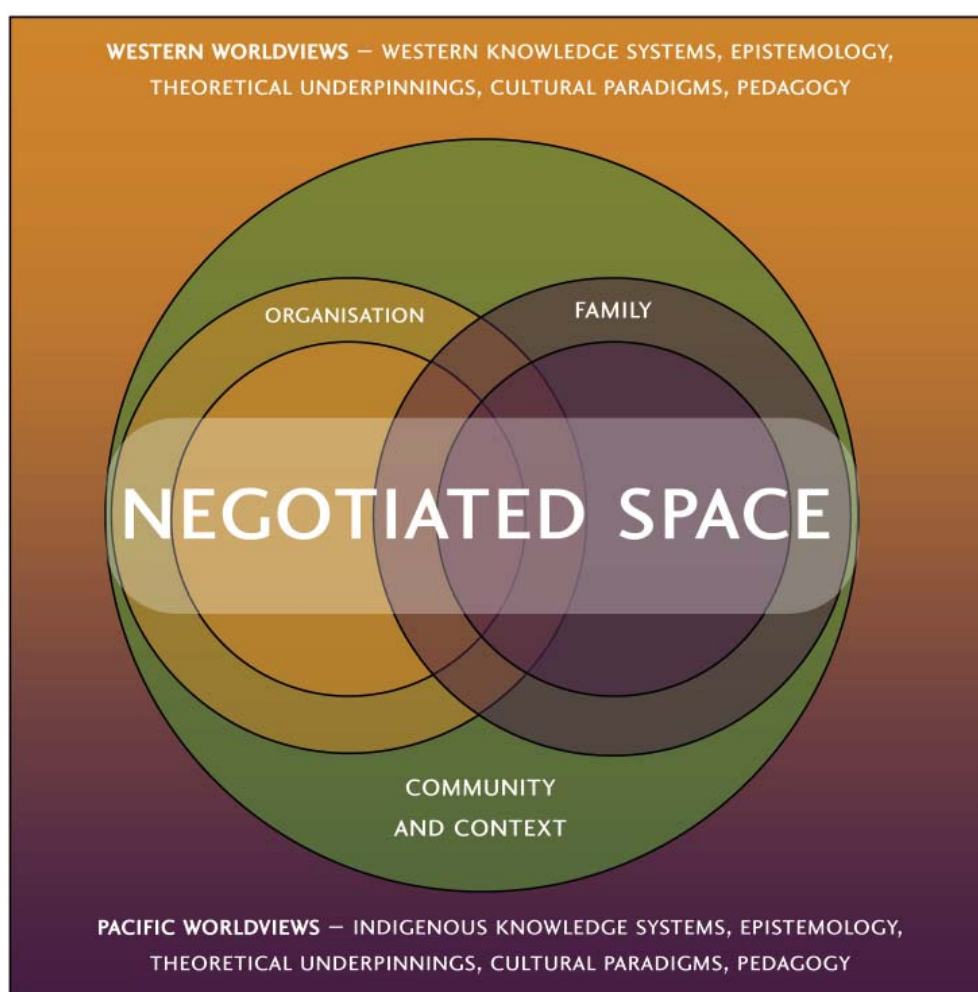 WESTERN WORLDVIEWS – WESTERN KNOWLEDGE SYSTEMS, EPISTEMOLOGY,
THEORETICAL UNDERPINNINGS, CULTURAL PARADIGMS, PEDAGOGY
ORGANISATION
FAMILY
NEGOTIATED SPACE
COMMUNITY
AND CONTEXT
PACIFIC WORLDVIEWS – INDIGENOUS KNOWLEDGE SYSTEMS, EPISTEMOLOGY,
THEORETICAL UNDERPINNINGS, CULTURAL PARADIGMS, PEDAGOGY